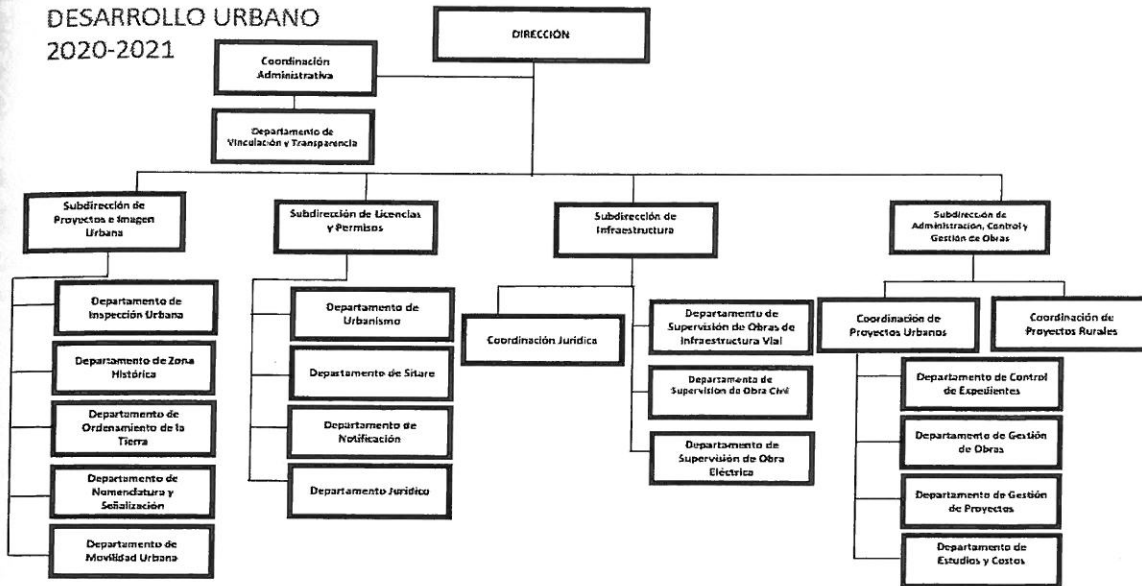 DESARROLLO URBANO
2020-2021
DIRECCIÓN
Coordinación
Administrativa
Departamento de
Vinculación y Transparencia
Subdirección de
Proyectos e Imagen
Urbana
Departamento de
Inspección Urbana
Departamento de Zona
Histórica
Departamento de
Ordenamiento de la
Tierra
Departamento de
Nomenclatura y
Señalización
Departamento de
Movilidad Urbana
Subdirección de Licencias
y Permisos
Departamento de
Urbanismo
Departamento de Sitare
Departamento de
Notificación
Departamento Jurídico
Subdirección de
Infraestructura
Coordinación Jurídica
Departamento de
Supervisión de Obras de
Infraestructura Vial
Departamento de
Supervisión de Obra Civil
Departamento de
Supervisión de Obra
Eléctrica
Subdirección de
Administración, Control y
Gestión de Obras
Coordinación de
Proyectos Urbanos
Coordinación de
Proyectos Rurales
Departamento de Control
de Expedientes
Departamento de Gestión
de Obras
Departamento de Gestión
de Proyectos
Departamento de
Estudios y Costos